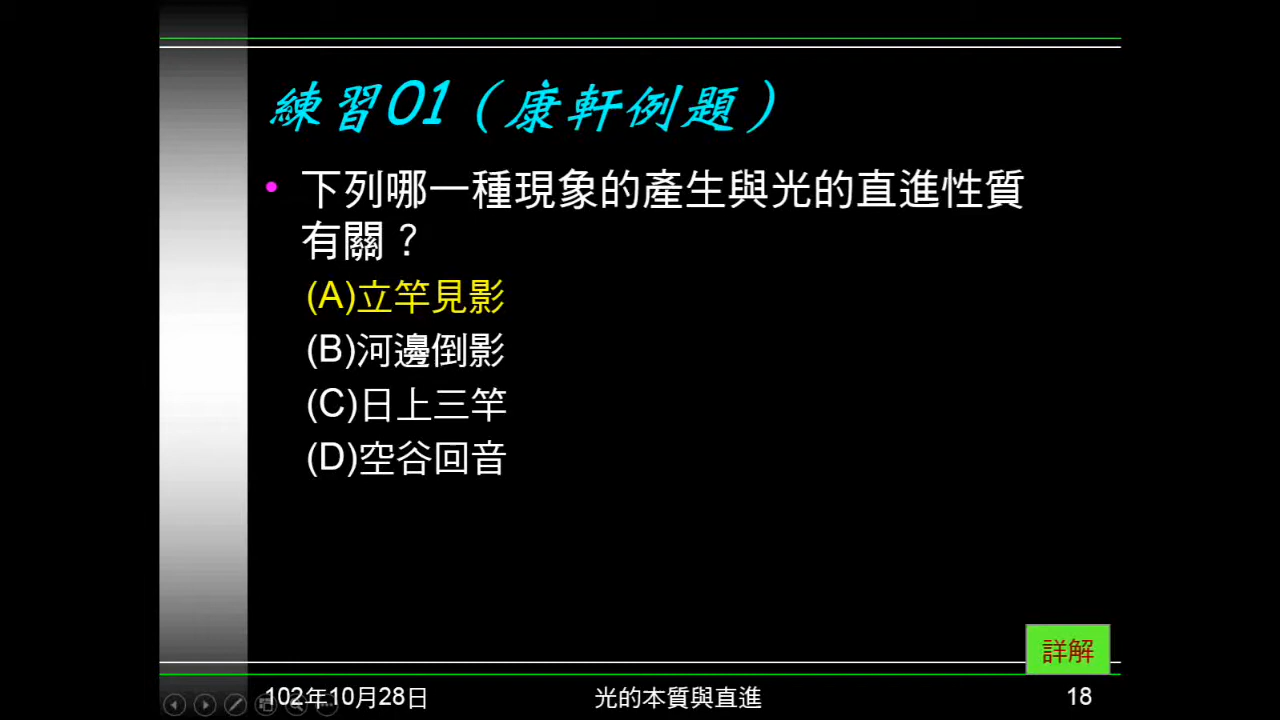 練習01（康軒例題）
• 下列哪一種現象的產生與光的直進性質
有關？
(A)立竿見影
(B)河邊倒影
(C)日上三竿
(D)空谷回音
詳解
102年10月28日 光的本質與直進 18